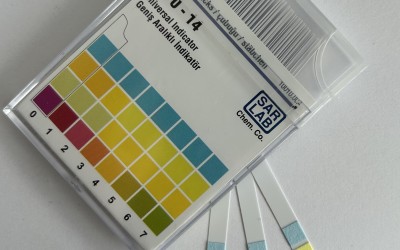 0 - 14
Universal Indicator
Geniş Aralıklı İndikatör
SAR
LAB
Chem. Co.
0 1 2 3 4 5 6 7